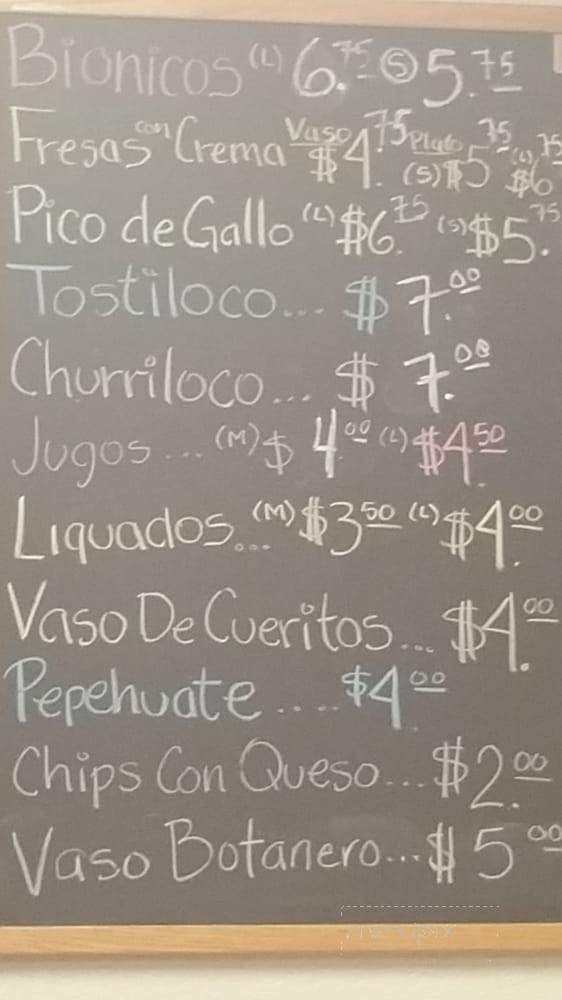 Bionicos (L) 6.75 (S) 5.75
Fresas con Crema Vaso $4.75 Plato (S) $5.75 (L) $6.75
Pico de Gallo (L) $6.75 (S) $5.75
Tostiloco... $ 7.00
Churriloco... $ 7.00
Jugos... (M) $ 4.00 (L) $4.50
Liquados... (M) $3.50 (L) $4.00
Vaso De Cueritos... $4.00
Pepehuate .... $4.00
Chips Con Queso... $2.00
Vaso Botanero... $ 5.00